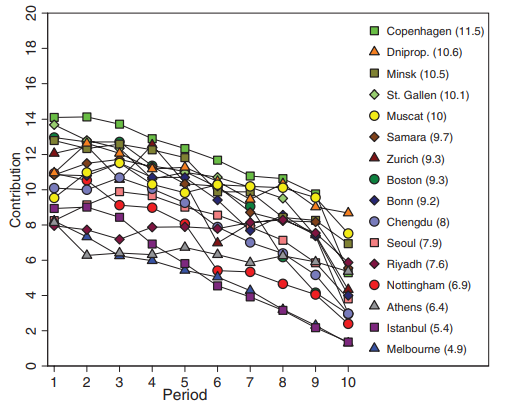 Contribution
20
18
16
14
12
10
8
6
4
2
0
1 2 3 4 5 6 7 8 9 10
Period
Copenhagen (11.5)
Dniprop. (10.6)
Minsk (10.5)
St. Gallen (10.1)
Muscat (10)
Samara (9.7)
Zurich (9.3)
Boston (9.3)
Bonn (9.2)
Chengdu (8)
Seoul (7.9)
Riyadh (7.6)
Nottingham (6.9)
Athens (6.4)
Istanbul (5.4)
Melbourne (4.9)